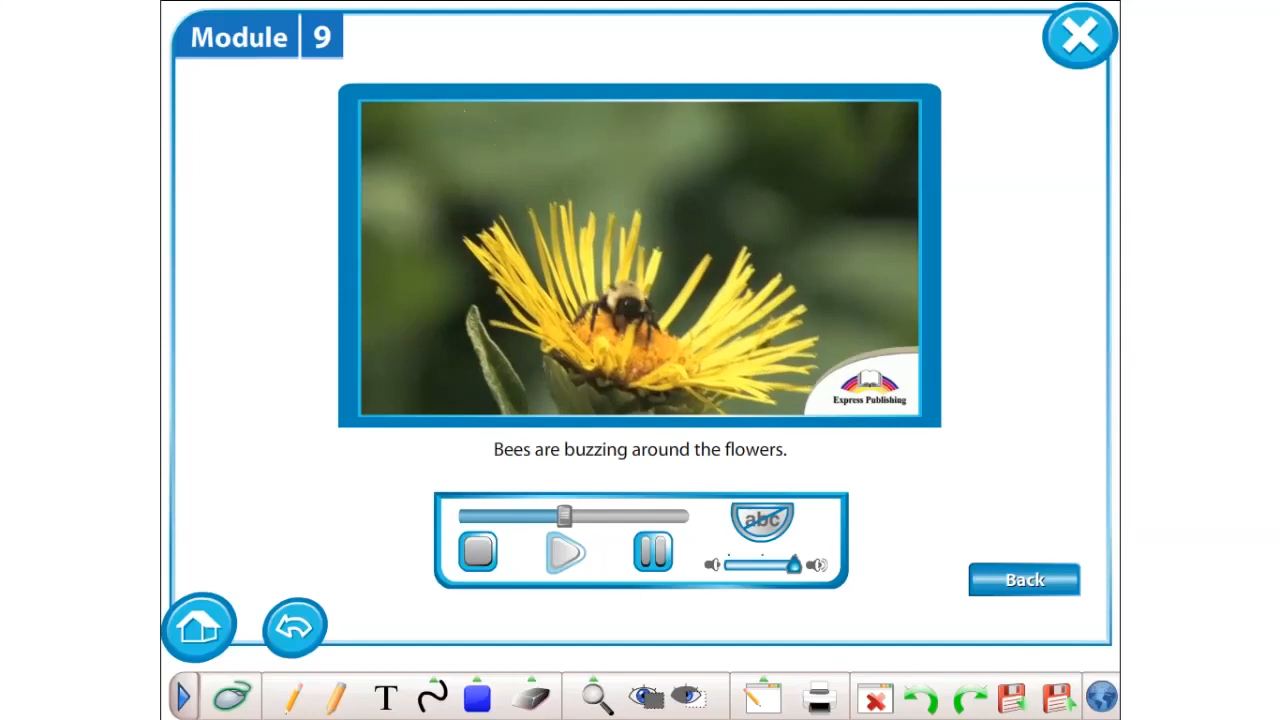 Module 9
Express Publishing
Bees are buzzing around the flowers.
abc
Back
T